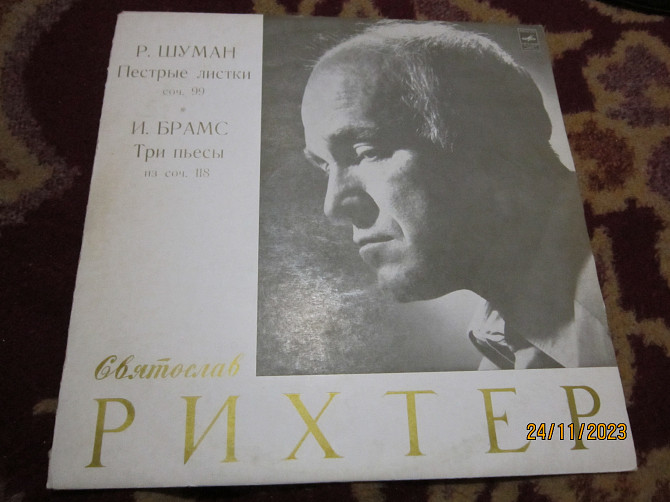 Р. ШУМАН
Пестрые листки
соч. 99
И. БРАМС
Три пьесы
из соч. 118
Святослав
РИХТЕР
24/11/2023